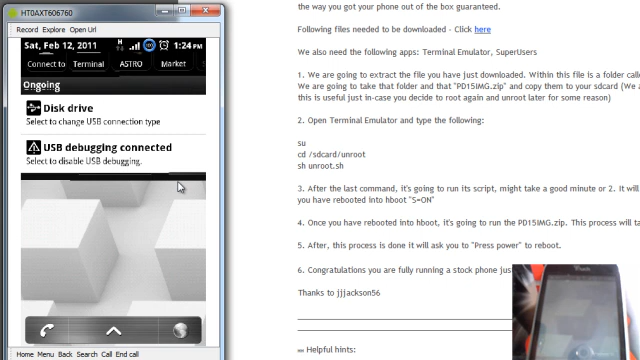 HT0AXT606760
Record Explore Open Url
Sat, Feb 12, 2011 H 1:24 PM
Connect to Terminal ASTRO Market
Ongoing
Disk drive
Select to change USB connection type
USB debugging connected
Select to disable USB debugging.
Home Menu Back Search Call End call
the way you got your phone out of the box guaranteed.
Following files needed to be downloaded - Click here
We also need the following apps: Terminal Emulator, SuperUsers
1. We are going to extract the file you have just downloaded. Within this file is a folder
We are going to take that folder and that "PD15IMG.zip" and copy them to your sdcard (We
this is useful just in-case you decide to root again and unroot later for some reason)
2. Open Terminal Emulator and type the following:
su
cd /sdcard/unroot
sh unroot.sh
3. After the last command, it's going to run its script, might take a good minute or 2. It will
you have rebooted into hboot "S=ON"
4. Once you have rebooted into hboot, it's going to run the PD15IMG.zip. This process will
5. After, this process is done it will ask you to "Press power" to reboot.
6. Congratulations you are fully running a stock phone jus
Thanks to jjjackson56
Helpful hints: